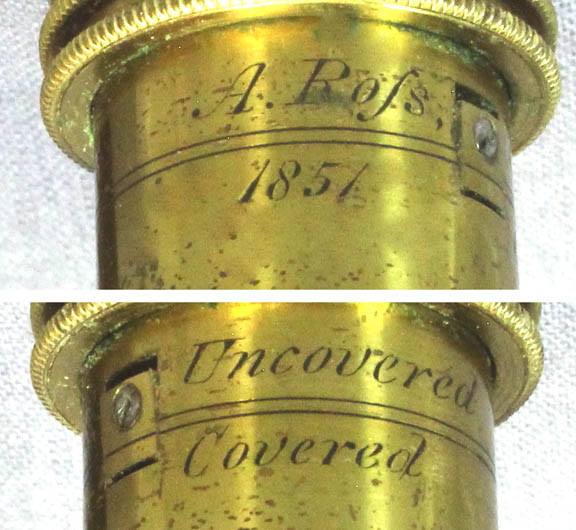 A. Roſs,
1851
Uncovered
Covered